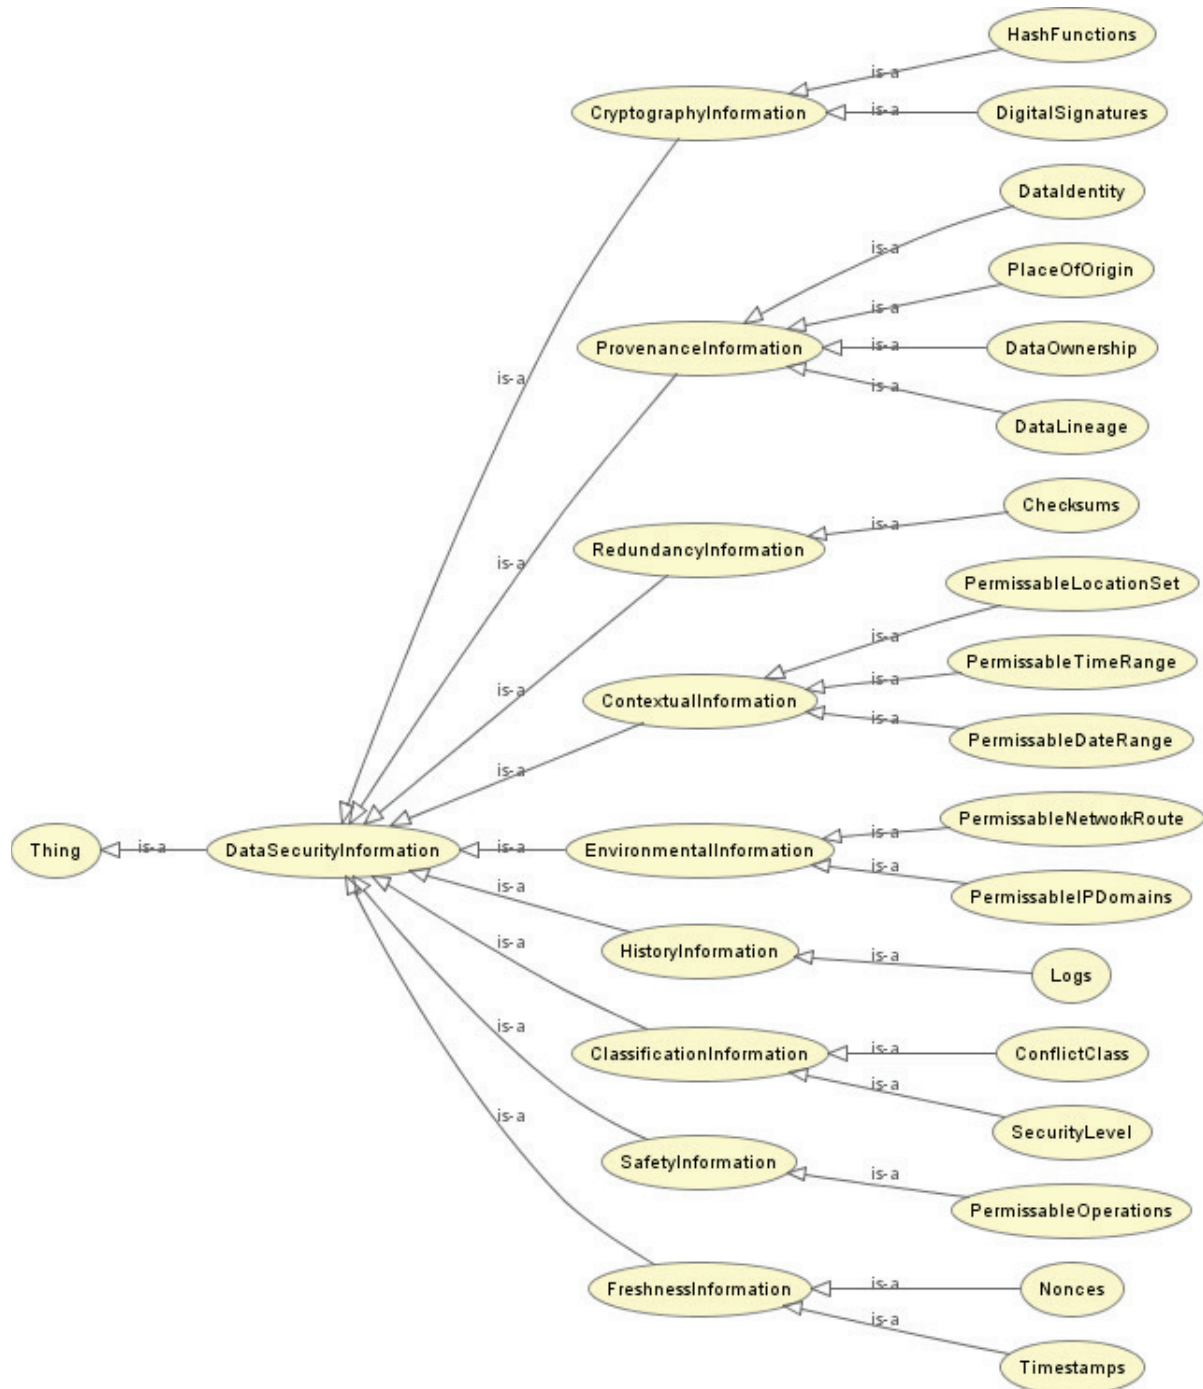 HashFunctions
is-a
CryptographyInformation
is-a
DigitalSignatures
DataIdentity
is-a
PlaceOfOrigin
is-a
ProvenanceInformation
is-a
DataOwnership
is-a
is-a
DataLineage
Checksums
is-a
RedundancyInformation
is-a
PermissableLocationSet
is-a
PermissableTimeRange
is-a
is-a
ContextualInformation
is-a
PermissableDateRange
is-a
PermissableNetworkRoute
is-a
Thing
is-a
DataSecurityInformation
is-a
EnvironmentalInformation
is-a
is-a
PermissableIPDomains
is-a
HistoryInformation
is-a
Logs
is-a
ClassificationInformation
is-a
ConflictClass
is-a
is-a
SecurityLevel
SafetyInformation
is-a
PermissableOperations
FreshnessInformation
is-a
Nonces
is-a
Timestamps